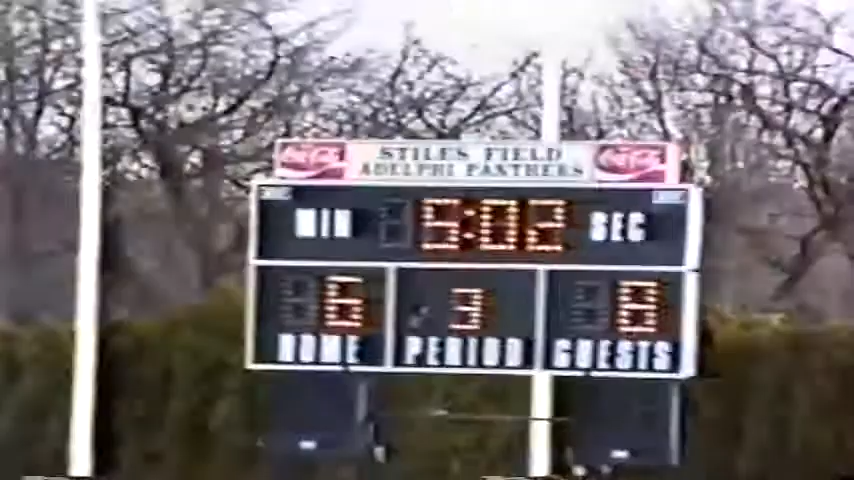 Coca-Cola STILES FIELD Coca-Cola
ADELPHI PANTHERS
MIN 5:02 SEC
6 3 8
HOME PERIOD GUESTS